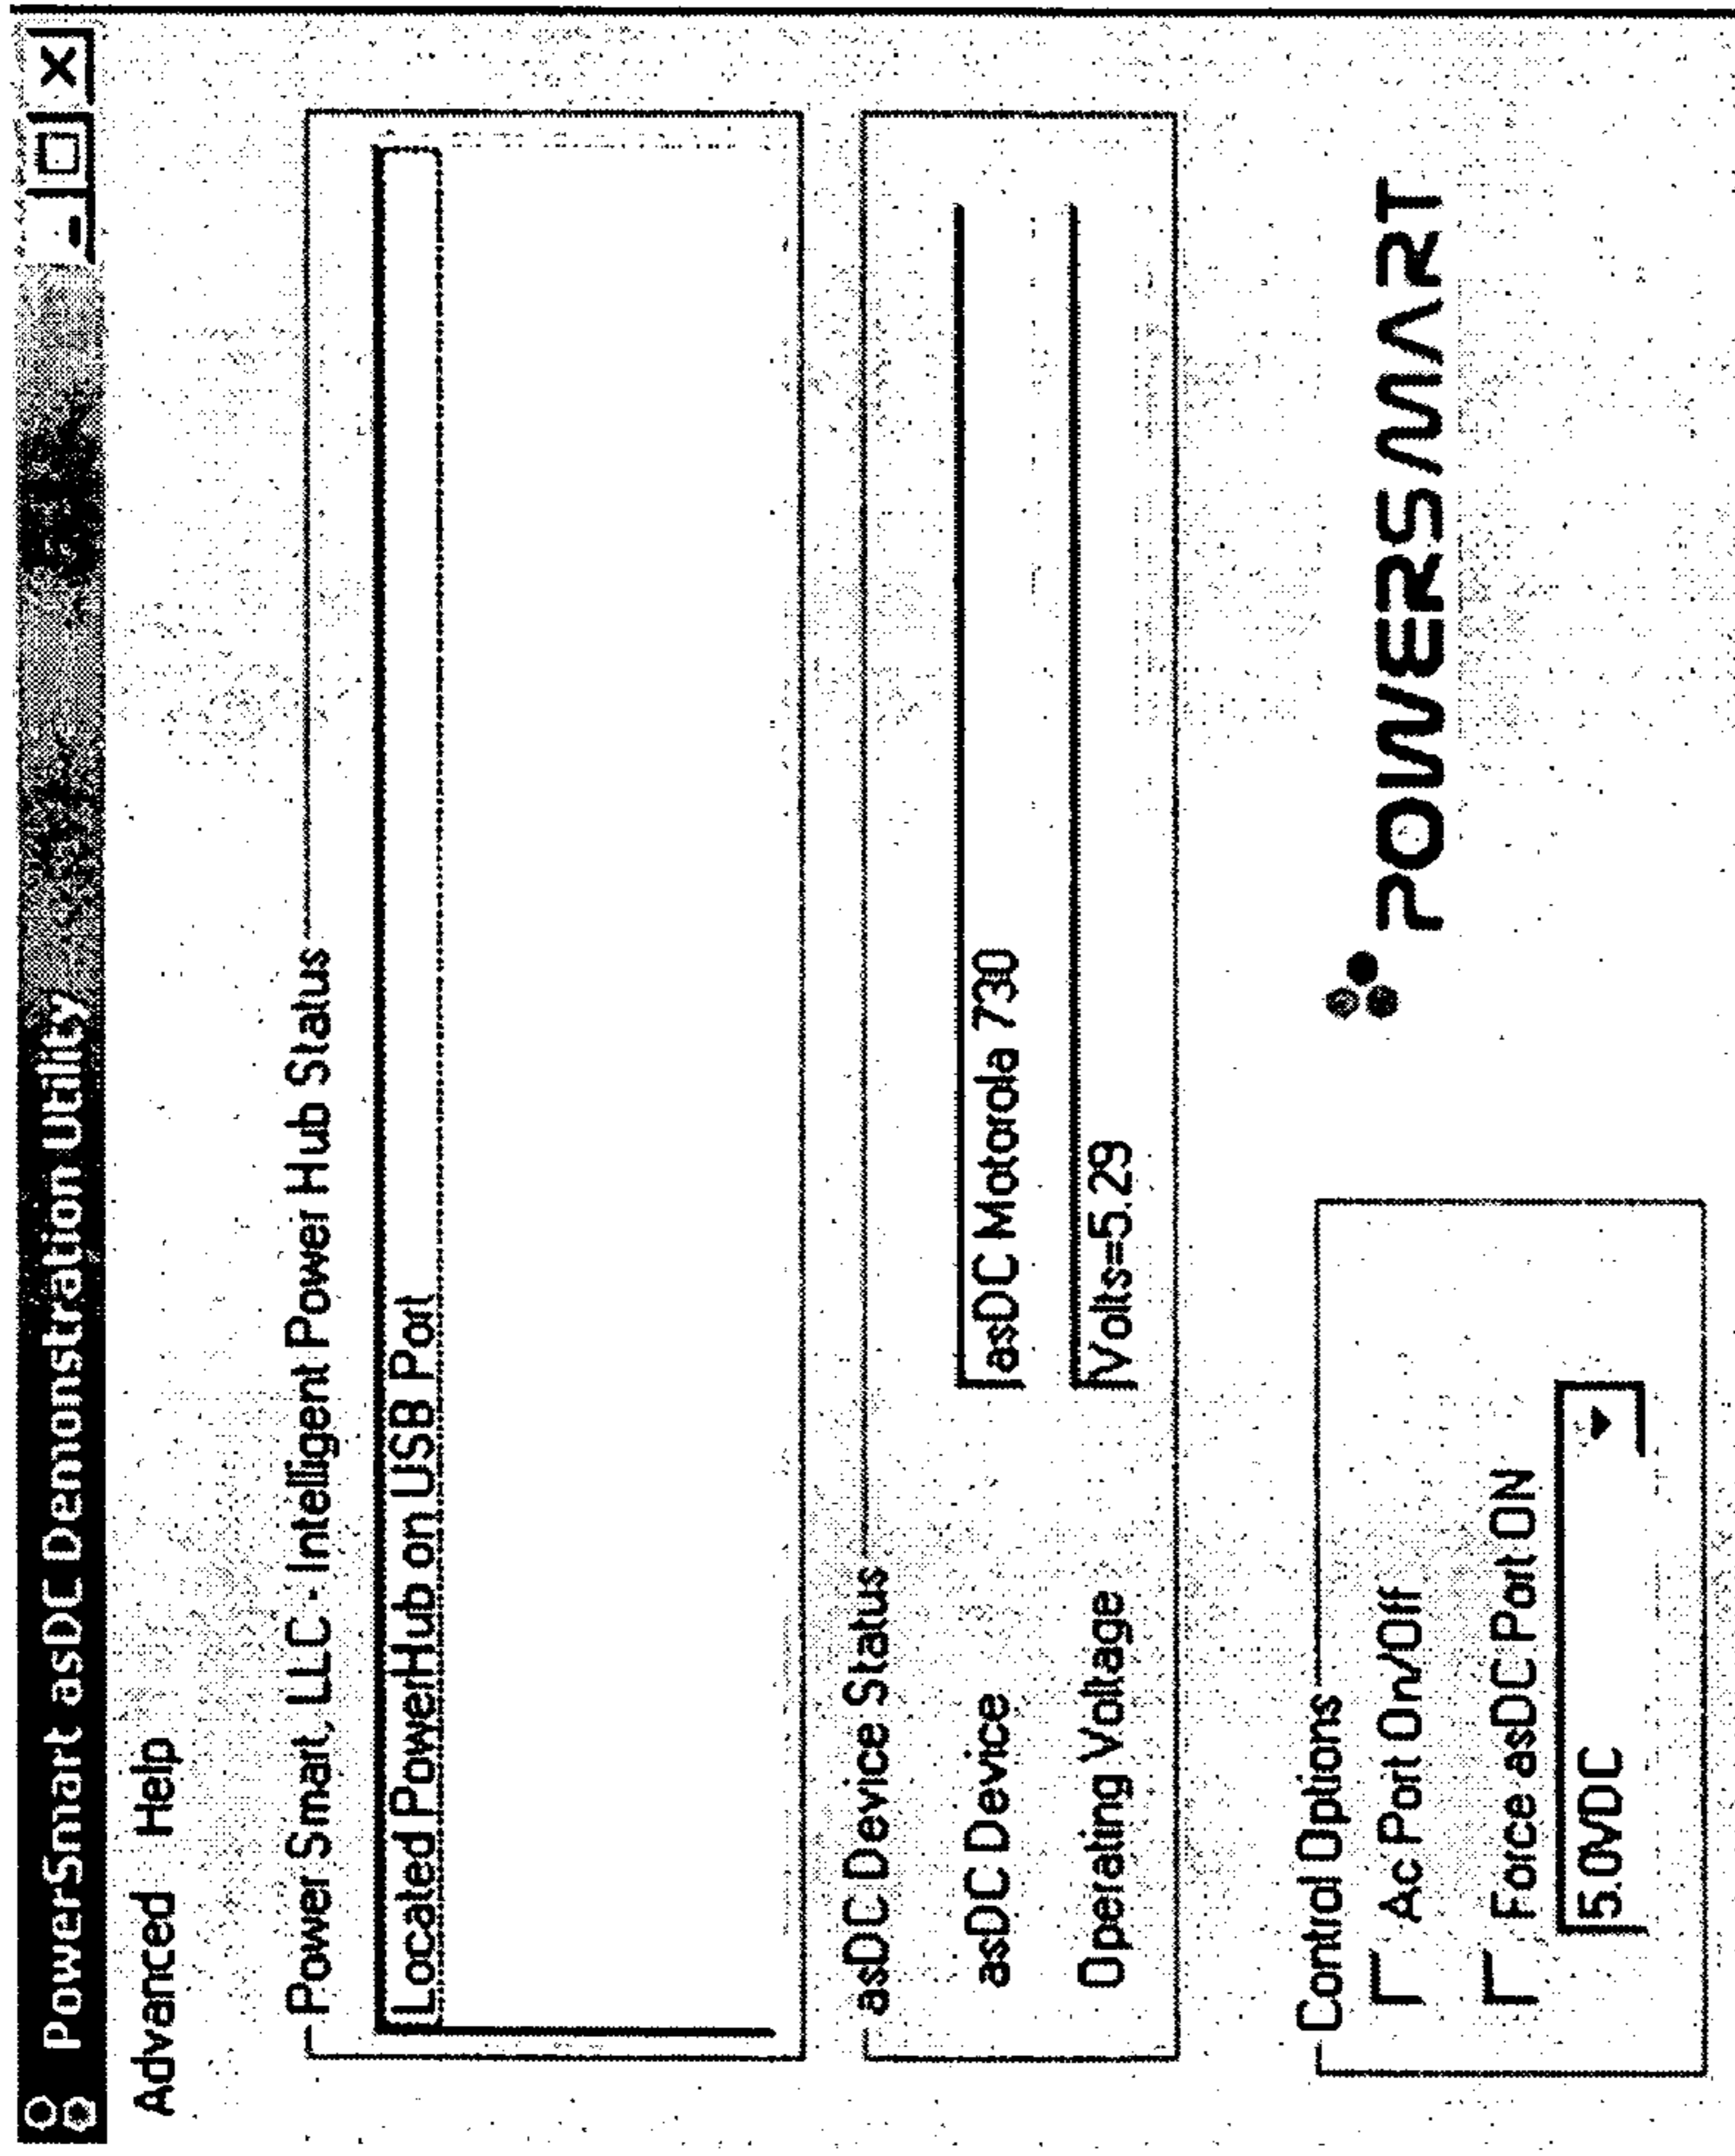 PowerSmart asDC Demonstration Utility
Advanced Help
Power Smart, LLC - Intelligent Power Hub Status
Located PowerHub on USB Port
asDC Device Status
asDC Device
asDC Motorola 730
Operating Voltage
Volts=5.29
Control Options
Ac Port On/Off
Force asDC Port ON
5.0VDC
POWERSMART